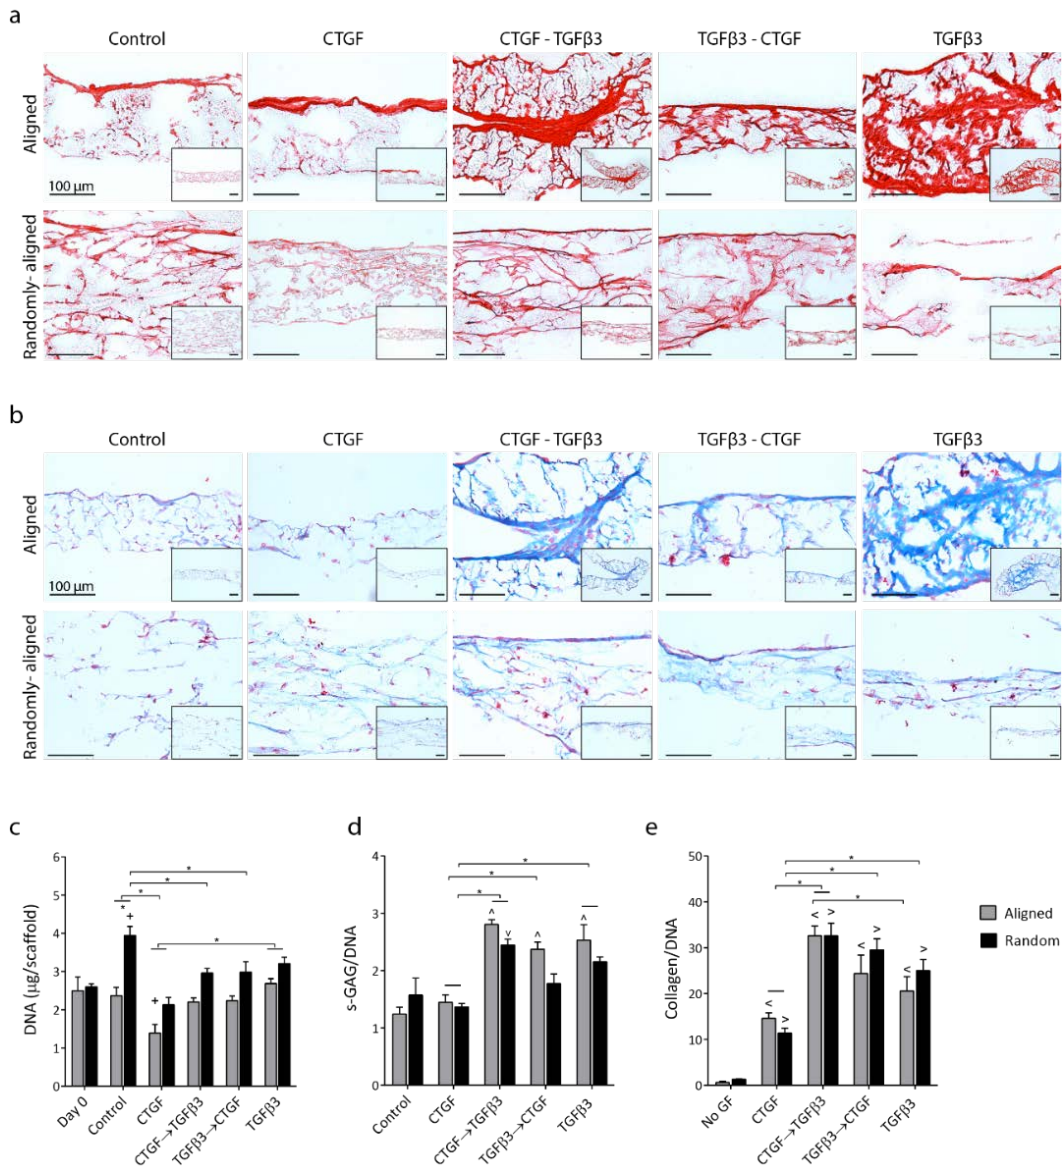 a
Control CTGF CTGF - TGFβ3 TGFβ3 - CTGF TGFβ3
Aligned
100 µm
Randomly- aligned
b
Control CTGF CTGF - TGFβ3 TGFβ3 - CTGF TGFβ3
Aligned
100 µm
Randomly- aligned
c
DNA (µg/scaffold)
6
5
4
3
2
1
0
* * * * * + +
Day 0
Control
CTGF
CTGF→TGFβ3
TGFβ3→CTGF
TGFβ3
d
s-GAG/DNA
4
3
2
1
0
* * *
^ v ^ ^
Control
CTGF
CTGF→TGFβ3
TGFβ3→CTGF
TGFβ3
e
Collagen/DNA
50
40
30
20
10
0
* * * *
< > < > < > < >
No GF
CTGF
CTGF→TGFβ3
TGFβ3→CTGF
TGFβ3
Aligned
Random